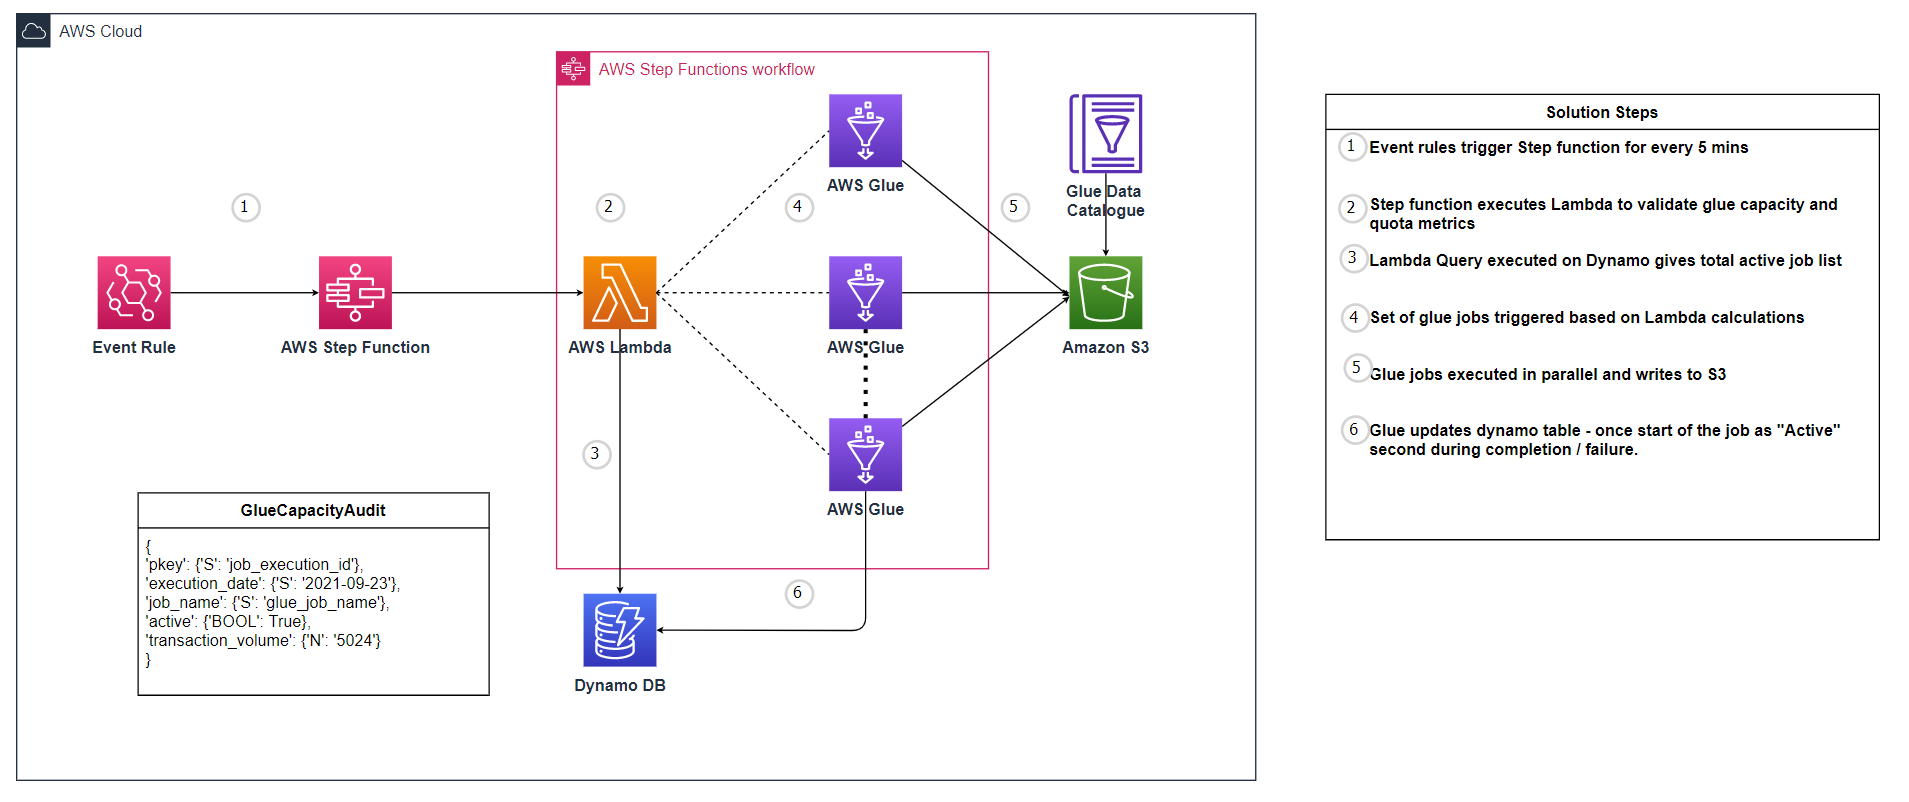 AWS Cloud
AWS Step Functions workflow
1
2
4
5
AWS Glue
Glue Data
Catalogue
Event Rule
AWS Step Function
AWS Lambda
AWS Glue
Amazon S3
3
AWS Glue
6
Dynamo DB
GlueCapacityAudit
{
'pkey': {'S': 'job_execution_id'},
'execution_date': {'S': '2021-09-23'},
'job_name': {'S': 'glue_job_name'},
'active': {'BOOL': True},
'transaction_volume': {'N': '5024'}
}
Solution Steps
1 Event rules trigger Step function for every 5 mins
2 Step function executes Lambda to validate glue capacity and
quota metrics
3 Lambda Query executed on Dynamo gives total active job list
4 Set of glue jobs triggered based on Lambda calculations
5 Glue jobs executed in parallel and writes to S3
6 Glue updates dynamo table - once start of the job as "Active"
second during completion / failure.